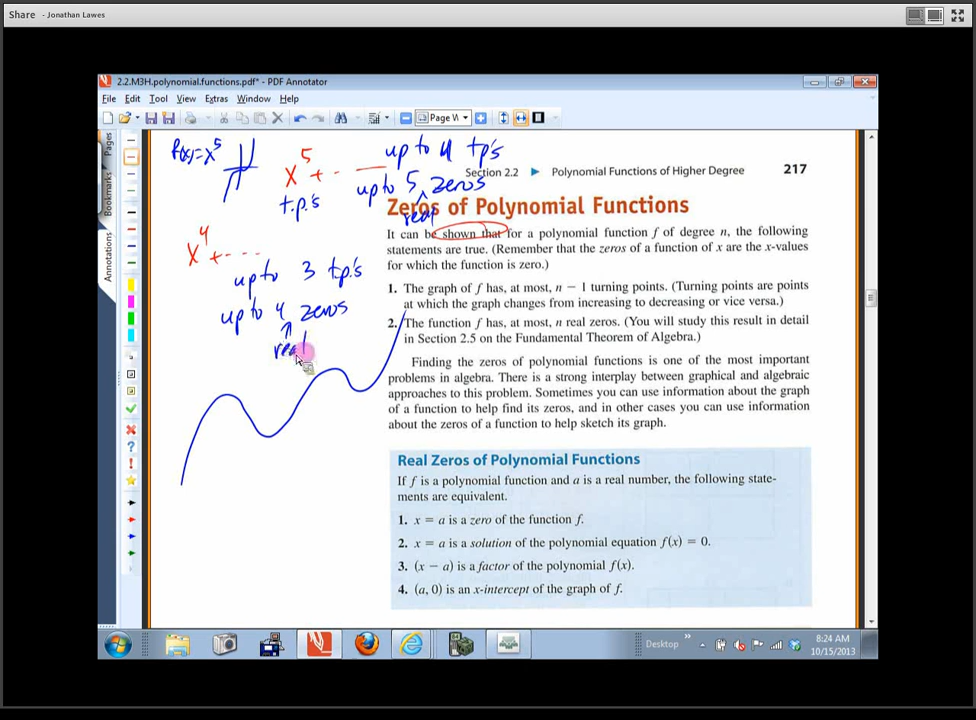 Share - Jonathan Lawes
2.2.M3H.polynomial.functions.pdf* - PDF Annotator
File Edit Tool View Extras Window Help
Page W
Pages
Bookmarks
Annotations
f(x)=x^5
x^5 + - —
up to 4 tp's
up to 5 zeros
real
t.p.'s
x^4 + - - - -
up to 3 t.p.'s
up to 4 zeros
real
Section 2.2 ▶ Polynomial Functions of Higher Degree 217
Zeros of Polynomial Functions
It can be shown that for a polynomial function f of degree n, the following
statements are true. (Remember that the zeros of a function of x are the x-values
for which the function is zero.)
1. The graph of f has, at most, n − 1 turning points. (Turning points are points
at which the graph changes from increasing to decreasing or vice versa.)
2. The function f has, at most, n real zeros. (You will study this result in detail
in Section 2.5 on the Fundamental Theorem of Algebra.)
Finding the zeros of polynomial functions is one of the most important
problems in algebra. There is a strong interplay between graphical and algebraic
approaches to this problem. Sometimes you can use information about the graph
of a function to help find its zeros, and in other cases you can use information
about the zeros of a function to help sketch its graph.
Real Zeros of Polynomial Functions
If f is a polynomial function and a is a real number, the following state-
ments are equivalent.
1. x = a is a zero of the function f.
2. x = a is a solution of the polynomial equation f(x) = 0.
3. (x − a) is a factor of the polynomial f(x).
4. (a, 0) is an x-intercept of the graph of f.
Desktop »
8:24 AM
10/15/2013